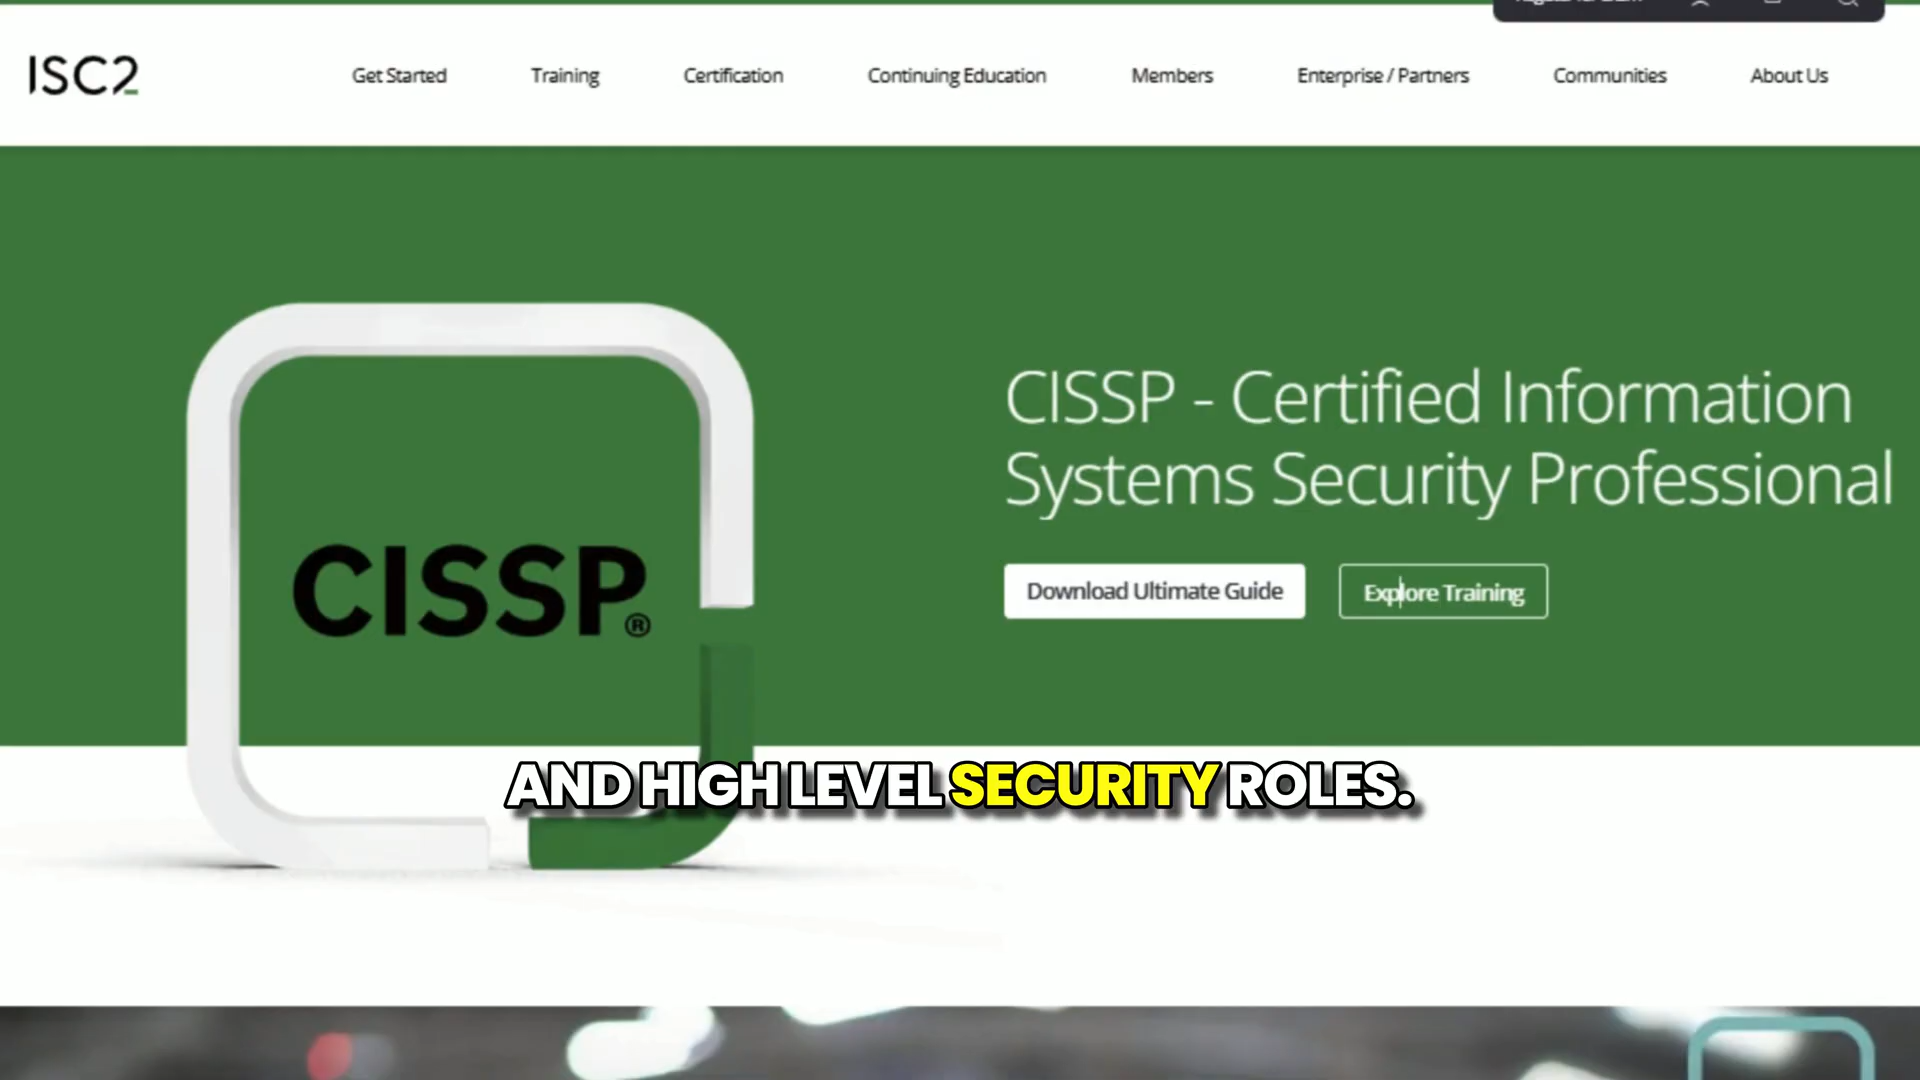 ISC2
Get Started Training Certification Continuing Education Members Enterprise / Partners Communities About Us
CISSP - Certified Information
Systems Security Professional
Download Ultimate Guide Explore Training
CISSP®
AND HIGH LEVEL SECURITY ROLES.